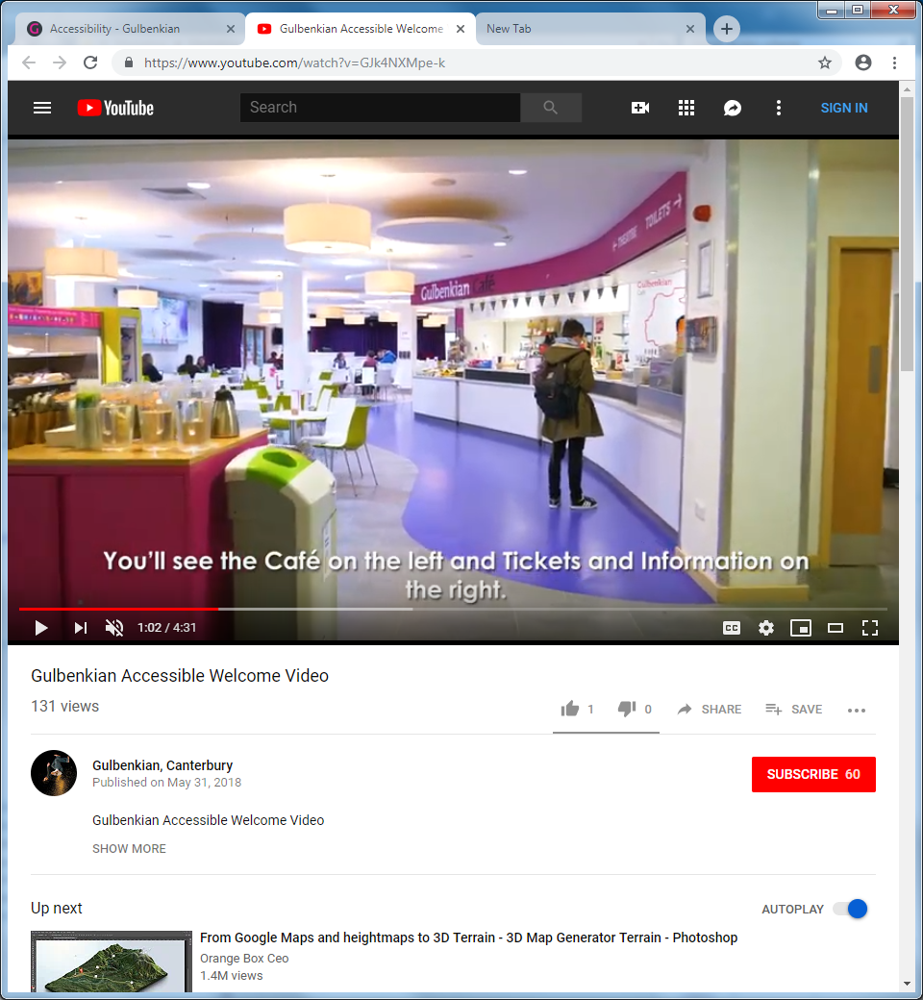 Accessibility - Gulbenkian
Gulbenkian Accessible Welcome
New Tab
https://www.youtube.com/watch?v=GJk4NXMpe-k
YouTube
Search
SIGN IN
TOILETS
THEATRE
Gulbenkian Café
Gulbenkian
You'll see the Café on the left and Tickets and Information on
the right.
1:02 / 4:31
CC
Gulbenkian Accessible Welcome Video
131 views
1
0
SHARE
SAVE
Gulbenkian, Canterbury
Published on May 31, 2018
SUBSCRIBE 60
Gulbenkian Accessible Welcome Video
SHOW MORE
Up next
AUTOPLAY
From Google Maps and heightmaps to 3D Terrain - 3D Map Generator Terrain - Photoshop
Orange Box Ceo
1.4M views